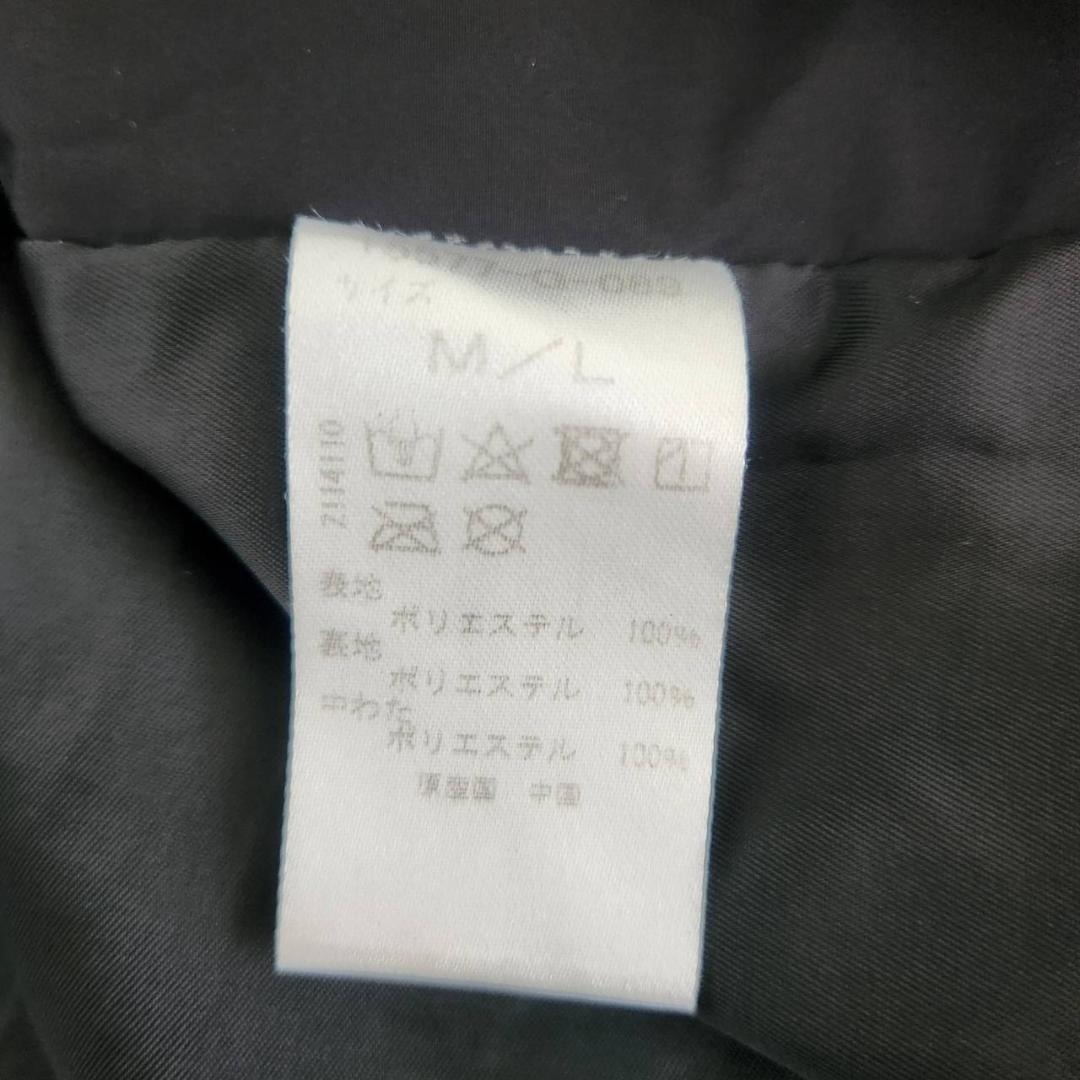 サイズ
M／L
2114110
表地
ポリエステル 100%
裏地
ポリエステル 100%
中わた
ポリエステル 100%
原産国 中国